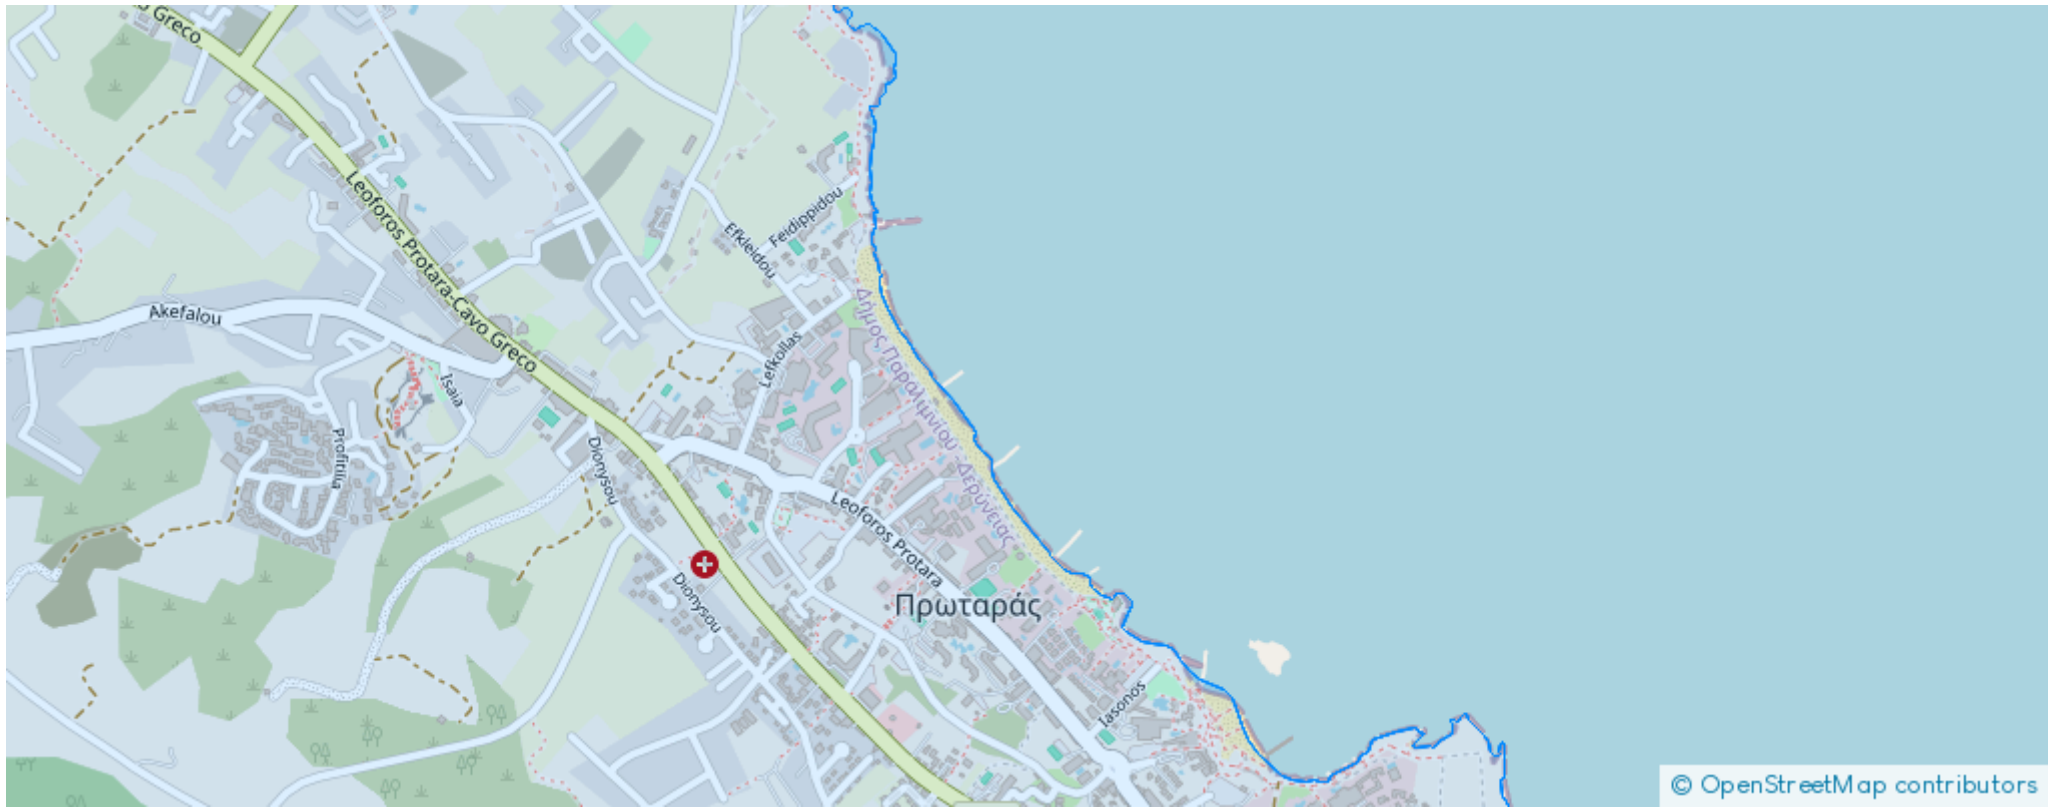 o Greco
Leoforos Protara-Cavo Greco
Feidippidou
Efkleidou
Akefalou
Isaia
Lefkollas
Δήμος Παραλιμνίου -Δερύνειας
Profitilia
Dionysou
Leoforos Protara
Dionysou
Πρωταράς
Iasonos
© OpenStreetMap contributors